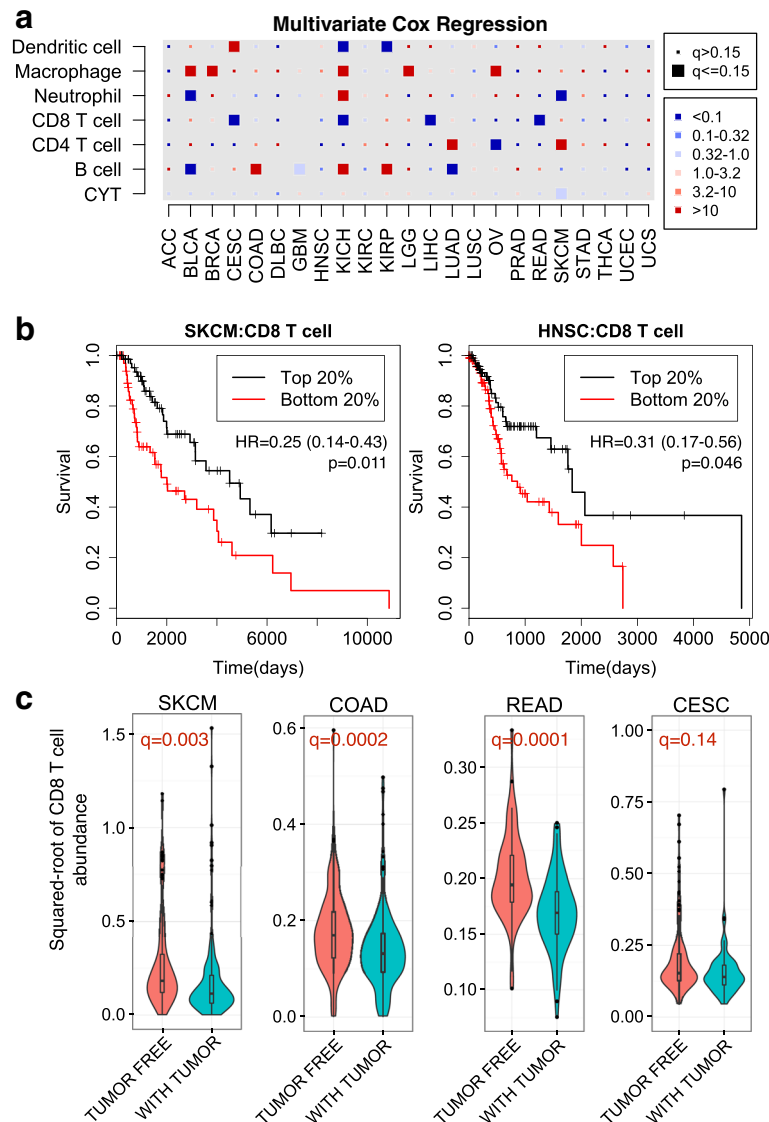 a
Multivariate Cox Regression
Dendritic cell
Macrophage
Neutrophil
CD8 T cell
CD4 T cell
B cell
CYT
q>0.15
q<=0.15
<0.1
0.1-0.32
0.32-1.0
1.0-3.2
3.2-10
>10
ACC
BLCA
BRCA
CESC
COAD
DLBC
GBM
HNSC
KICH
KIRC
KIRP
LGG
LIHC
LUAD
LUSC
OV
PRAD
READ
SKCM
STAD
THCA
UCEC
UCS
b
SKCM:CD8 T cell
Survival
1.0
0.8
0.6
0.4
0.2
0.0
Top 20%
Bottom 20%
HR=0.25 (0.14-0.43)
p=0.011
0 2000 6000 10000
Time(days)
HNSC:CD8 T cell
Survival
1.0
0.8
0.6
0.4
0.2
0.0
Top 20%
Bottom 20%
HR=0.31 (0.17-0.56)
p=0.046
0 1000 2000 3000 4000 5000
Time(days)
c
Squared-root of CD8 T cell
abundance
SKCM
q=0.003
1.5
1.0
0.5
0.0
TUMOR FREE
WITH TUMOR
COAD
q=0.0002
0.6
0.4
0.2
0.0
TUMOR FREE
WITH TUMOR
READ
q=0.0001
0.30
0.25
0.20
0.15
0.10
TUMOR FREE
WITH TUMOR
CESC
q=0.14
1.00
0.75
0.50
0.25
0.00
TUMOR FREE
WITH TUMOR